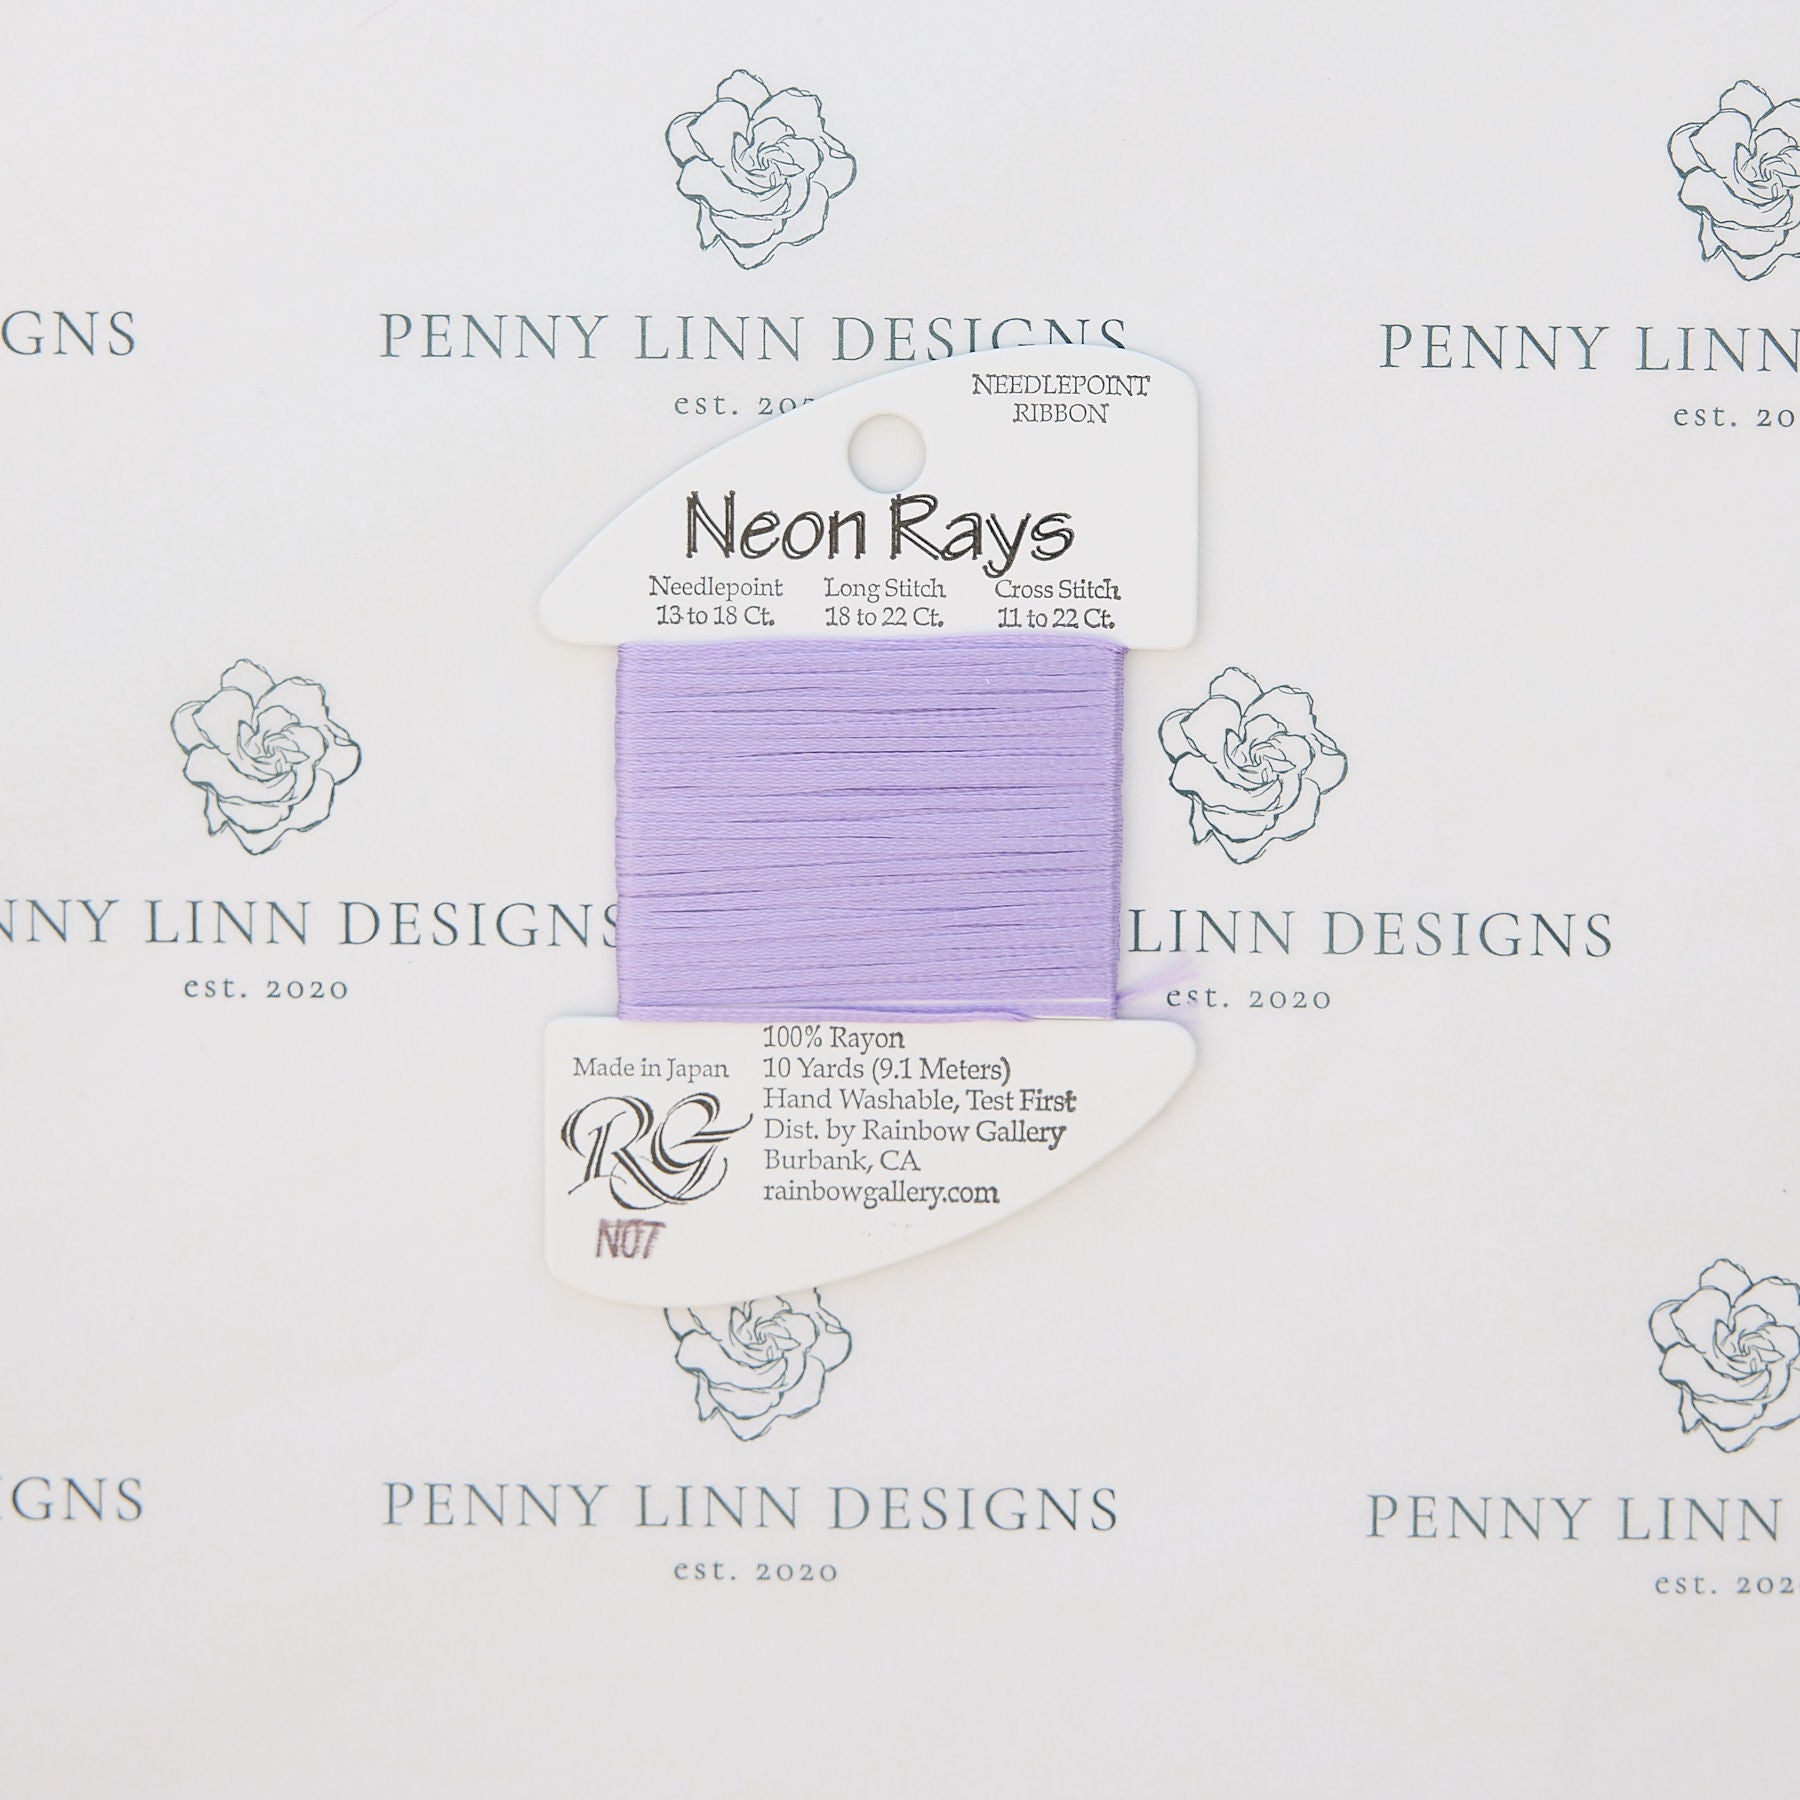 PENNY LINN DESIGNS
est. 20
GNS
PENNY LINN
est. 20
NEEDLEPOINT
RIBBON
Neon Rays
Needlepoint Long Stitch Cross Stitch
13 to 18 Ct. 18 to 22 Ct. 11 to 22 Ct.
NNY LINN DESIGNS
est. 2020
LINN DESIGNS
est. 2020
Made in Japan
RG
N07
100% Rayon
10 Yards (9.1 Meters)
Hand Washable, Test First
Dist. by Rainbow Gallery
Burbank, CA
rainbowgallery.com
IGNS
PENNY LINN DESIGNS
est. 2020
PENNY LINN
est. 202